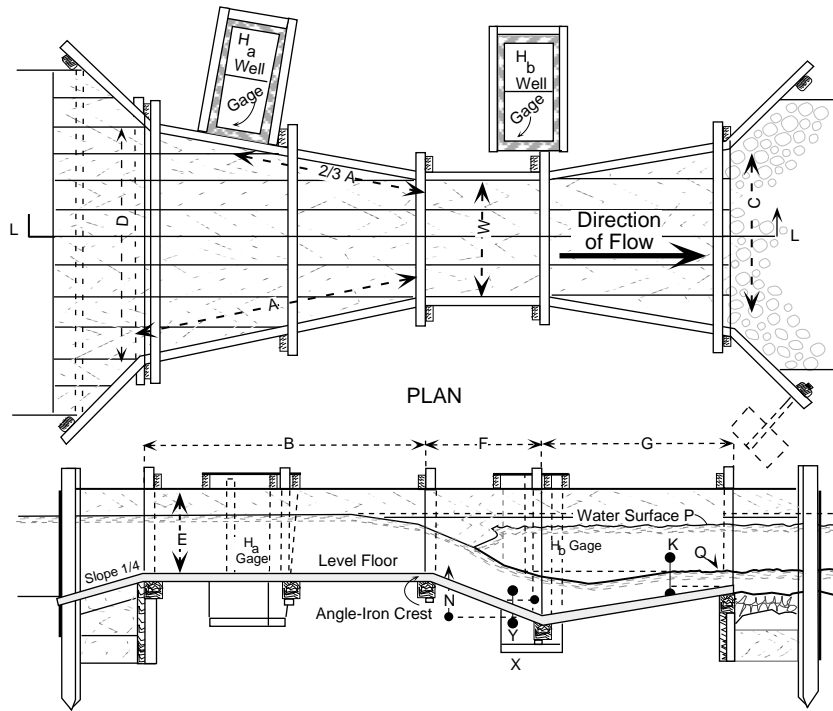 H
a
Well
Gage
H
b
Well
Gage
2/3 A
D
W
C
L
L
Direction
of Flow
A
PLAN
B
F
G
Water Surface P
E
H
a
Gage
H
b
Gage
K
Q
Level Floor
Slope 1/4
Angle-Iron Crest
N
Y
X